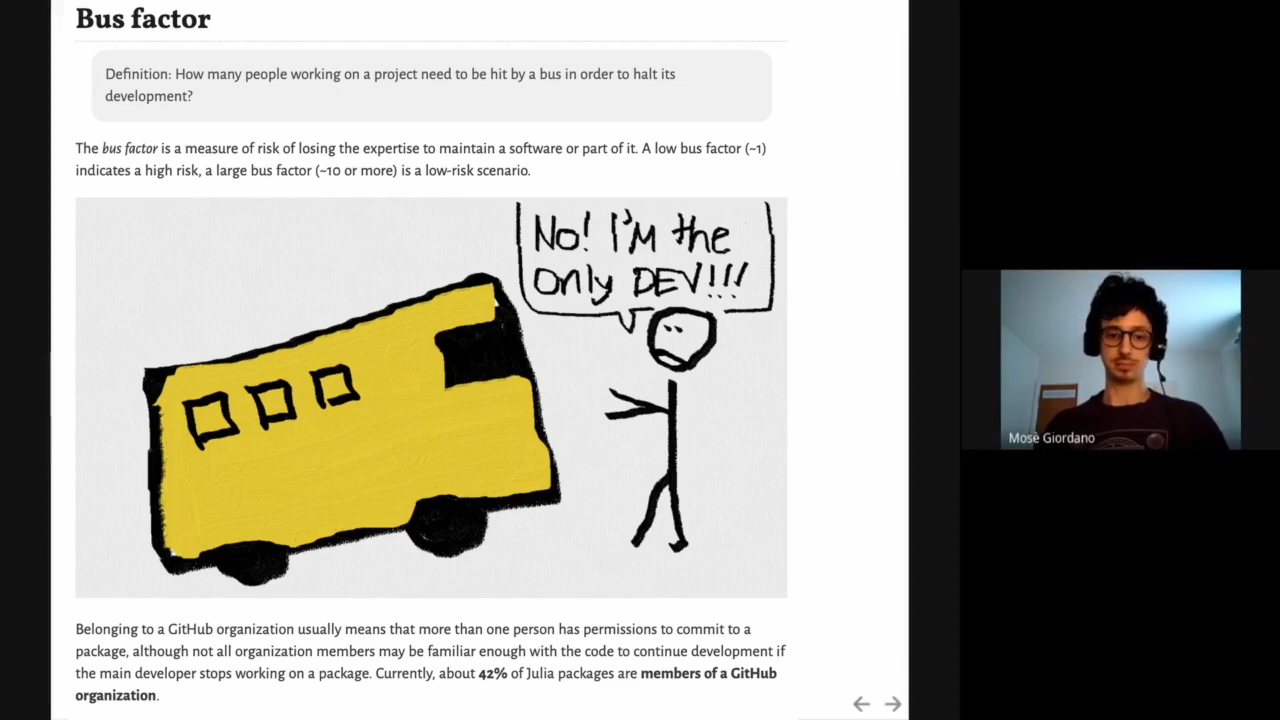 Bus factor
Definition: How many people working on a project need to be hit by a bus in order to halt its
development?
The bus factor is a measure of risk of losing the expertise to maintain a software or part of it. A low bus factor (~1)
indicates a high risk, a large bus factor (~10 or more) is a low-risk scenario.
No! I'M the
Only DEV!!!
Belonging to a GitHub organization usually means that more than one person has permissions to commit to a
package, although not all organization members may be familiar enough with the code to continue development if
the main developer stops working on a package. Currently, about 42% of Julia packages are members of a GitHub
organization.
Mosè Giordano